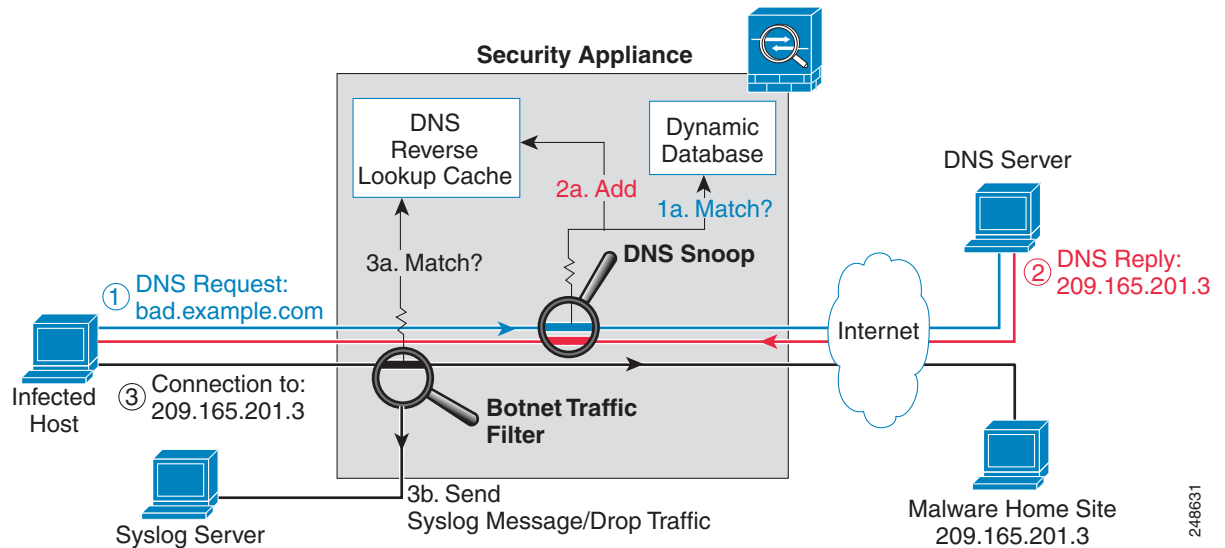 Security Appliance
DNS
Reverse
Lookup Cache
Dynamic
Database
DNS Server
2a. Add
1a. Match?
3a. Match?
DNS Snoop
1 DNS Request:
bad.example.com
2 DNS Reply:
209.165.201.3
Internet
Infected
Host
3 Connection to:
209.165.201.3
Botnet Traffic
Filter
3b. Send
Syslog Message/Drop Traffic
Syslog Server
Malware Home Site
209.165.201.3
248631